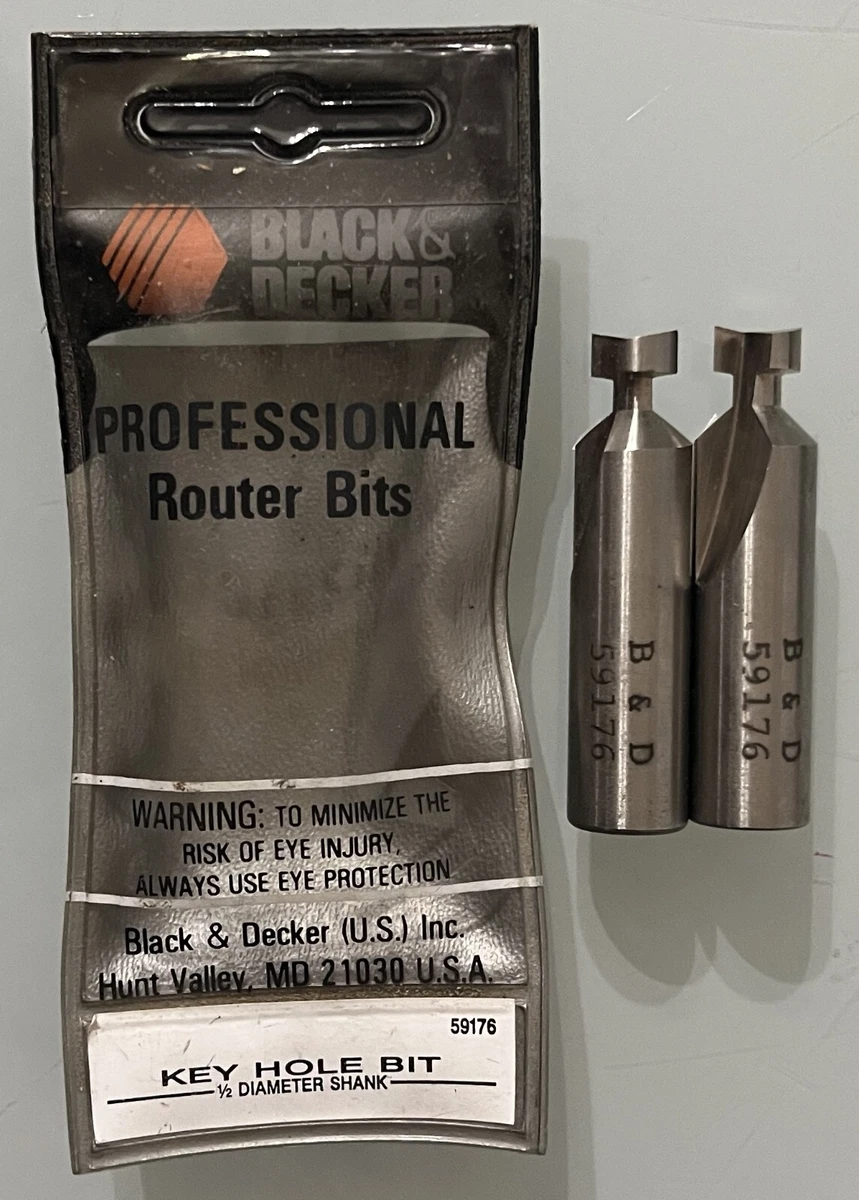 BLACK&
DECKER
PROFESSIONAL
Router Bits
WARNING: TO MINIMIZE THE
RISK OF EYE INJURY,
ALWAYS USE EYE PROTECTION
Black & Decker (U.S.) Inc.
Hunt Valley, MD 21030 U.S.A.
59176
KEY HOLE BIT
½ DIAMETER SHANK
B & D
59176
B & D
59176